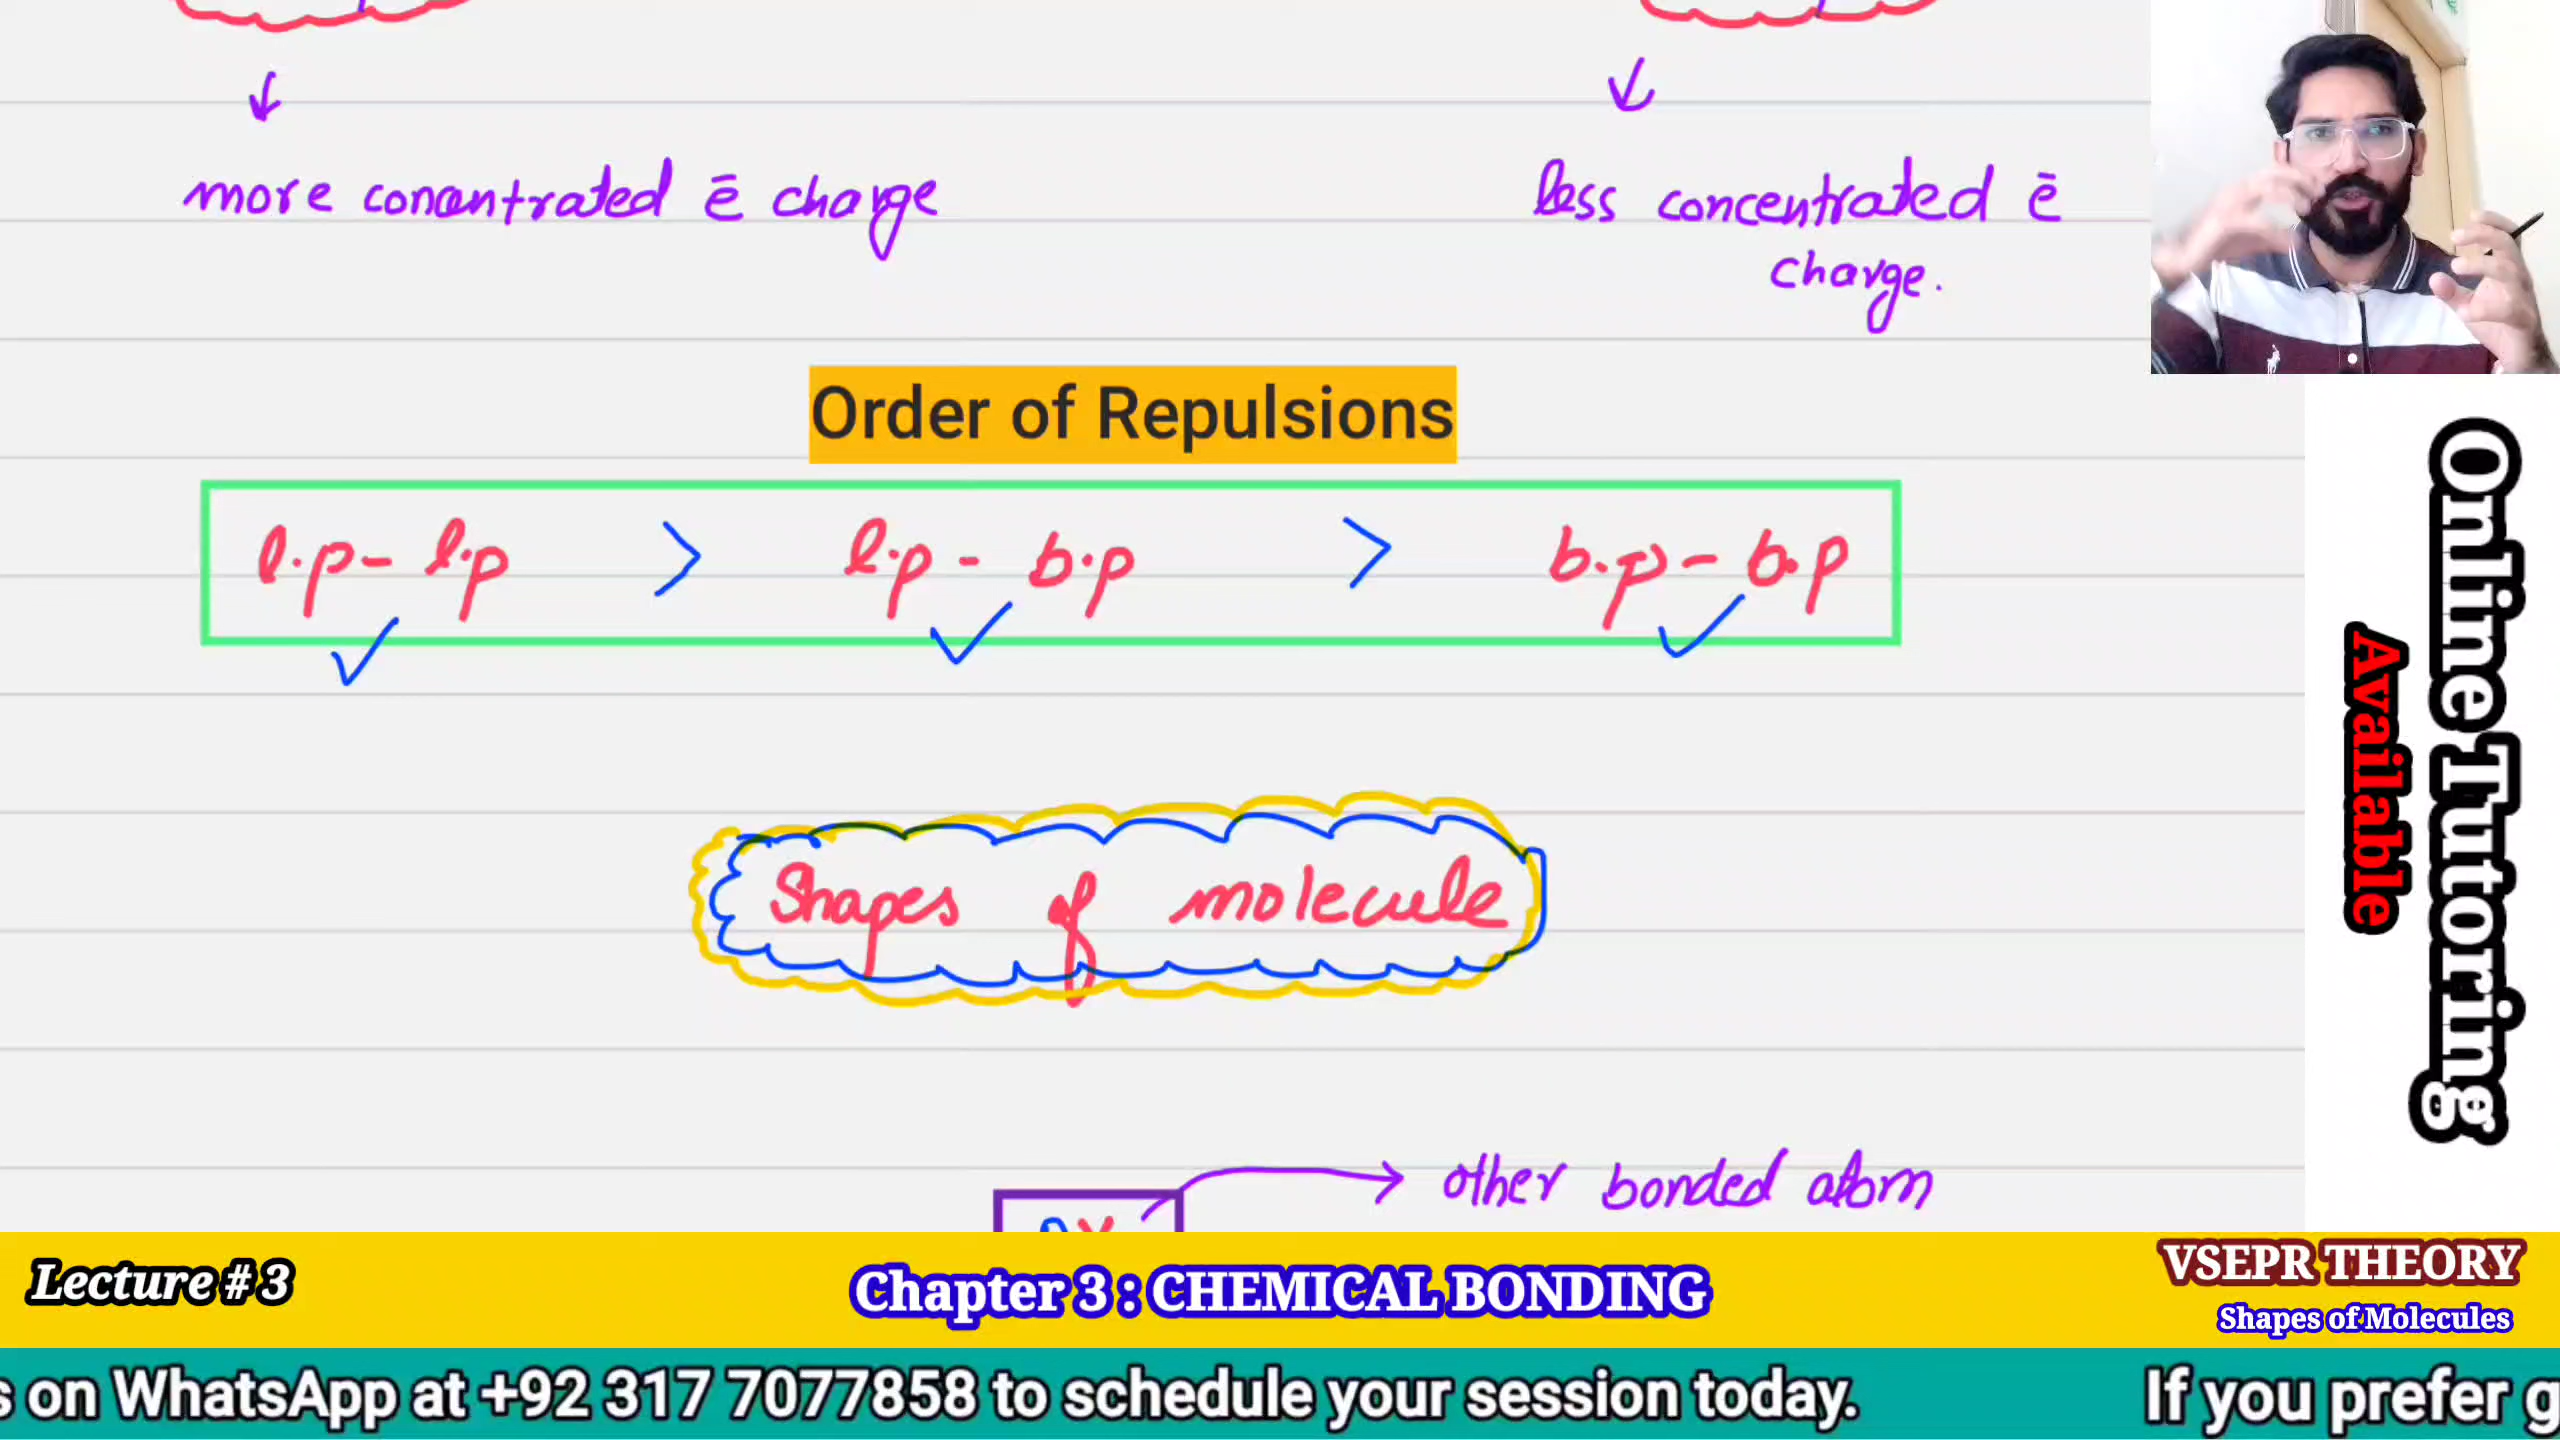 more concentrated ē charge
less concentrated ē
charge.
Order of Repulsions
l.p - l.p > l.p - b.p > b.p - b.p
Shapes of molecule
other bonded atom
Online Tutoring
Available
Lecture # 3
Chapter 3 : CHEMICAL BONDING
VSEPR THEORY
Shapes of Molecules
s on WhatsApp at +92 317 7077858 to schedule your session today. If you prefer g